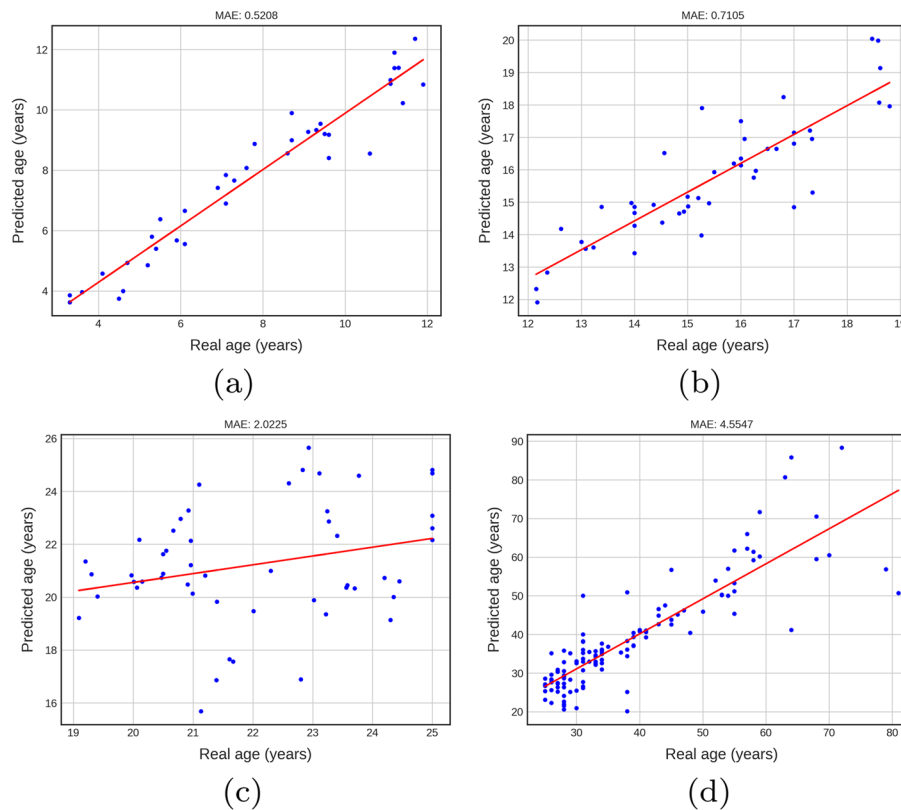 MAE: 0.5208
12
10
8
6
4
Predicted age (years)
4 6 8 10 12
Real age (years)
(a)
MAE: 0.7105
20
19
18
17
16
15
14
13
12
Predicted age (years)
12 13 14 15 16 17 18 19
Real age (years)
(b)
MAE: 2.0225
26
24
22
20
18
16
Predicted age (years)
19 20 21 22 23 24 25
Real age (years)
(c)
MAE: 4.5547
90
80
70
60
50
40
30
20
Predicted age (years)
30 40 50 60 70 80
Real age (years)
(d)